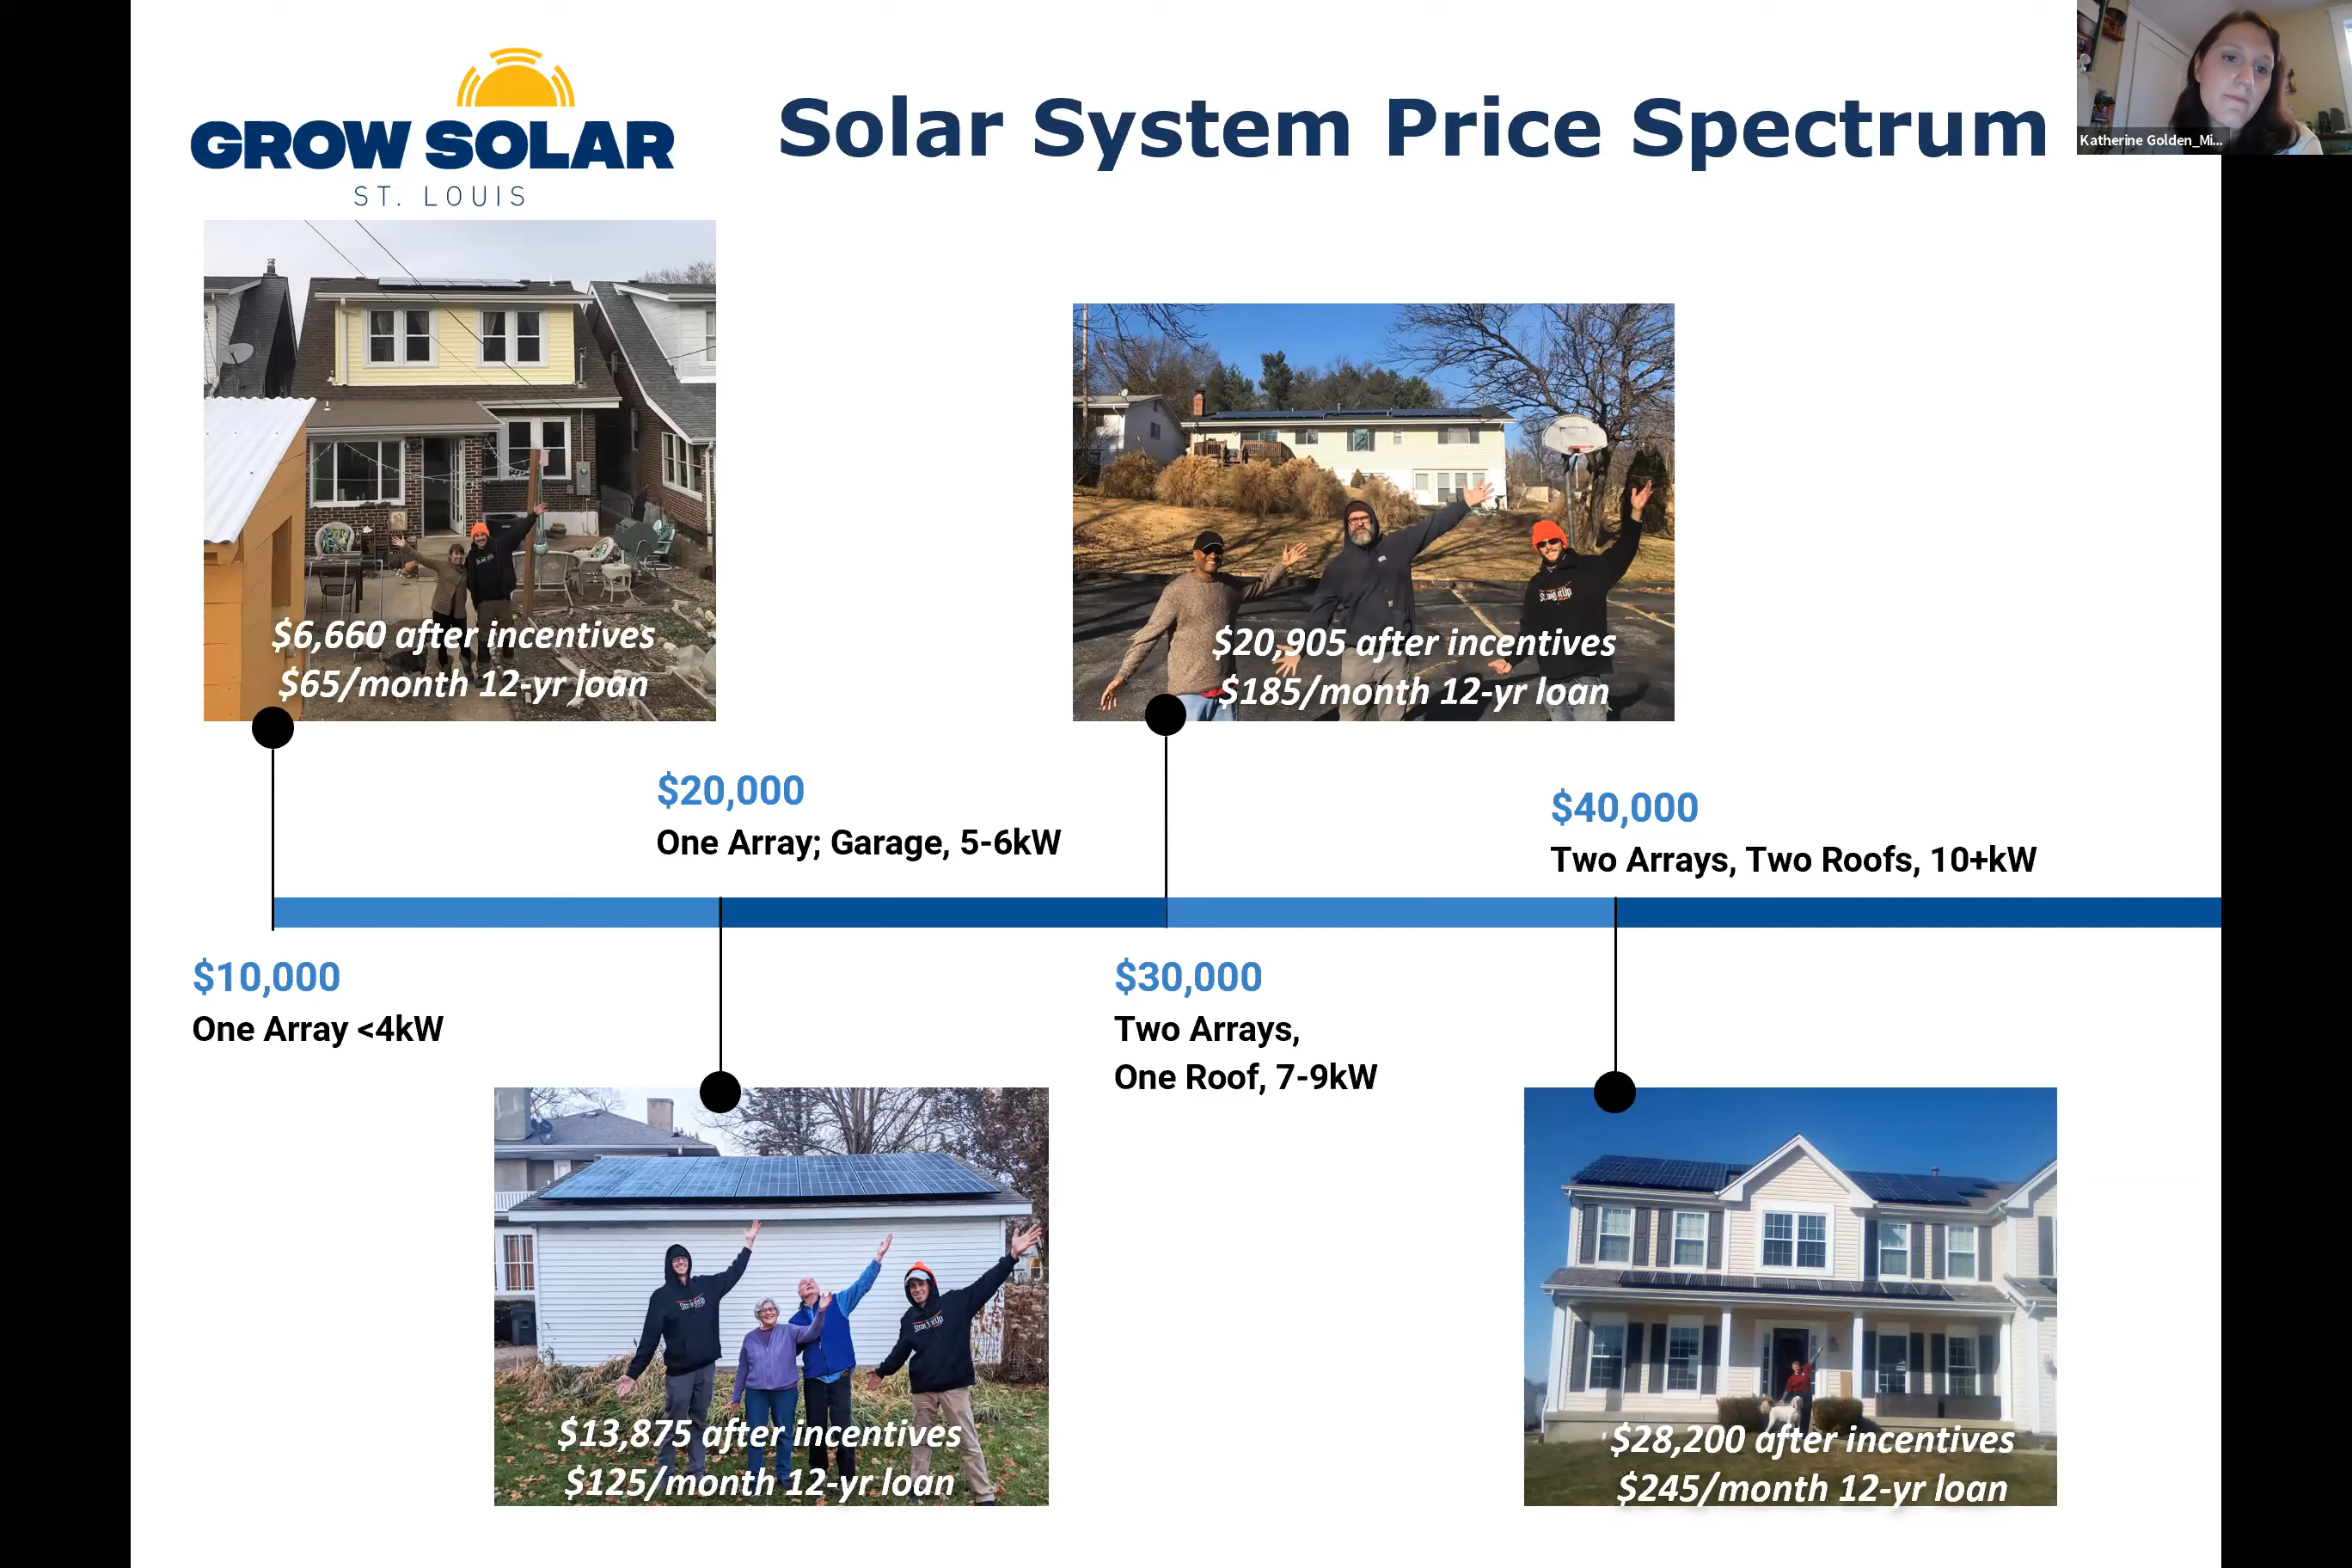 GROW SOLAR
ST. LOUIS
Solar System Price Spectrum
Katherine Golden_Mi...
$6,660 after incentives
$65/month 12-yr loan
StraightUp
$20,905 after incentives
$185/month 12-yr loan
$20,000
One Array; Garage, 5-6kW
$40,000
Two Arrays, Two Roofs, 10+kW
$10,000
One Array <4kW
$30,000
Two Arrays,
One Roof, 7-9kW
StraightUp
StraightUp
$13,875 after incentives
$125/month 12-yr loan
$28,200 after incentives
$245/month 12-yr loan